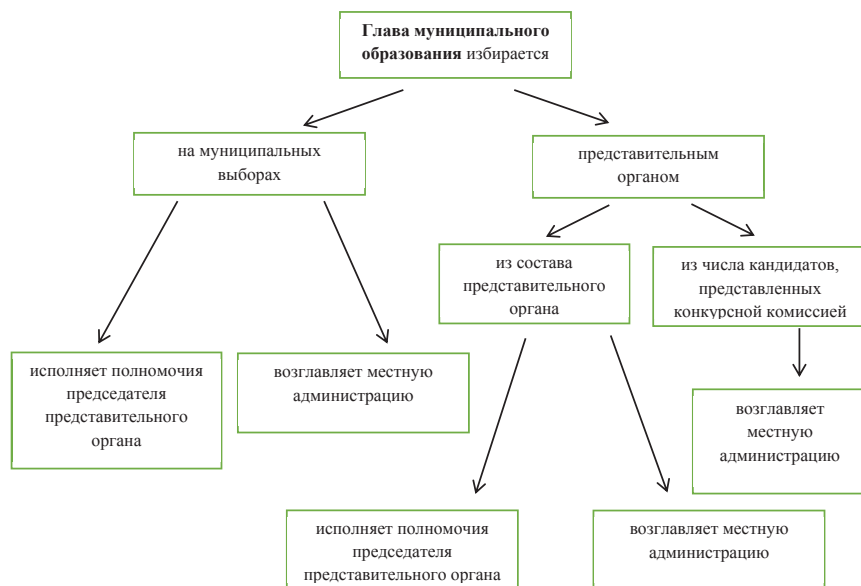 Глава муниципального
образования избирается
на муниципальных
выборах
представительным
органом
из состава
представительного
органа
из числа кандидатов,
представленных
конкурсной комиссией
исполняет полномочия
председателя
представительного
органа
возглавляет местную
администрацию
возглавляет
местную
администрацию
исполняет полномочия
председателя
представительного органа
возглавляет местную
администрацию